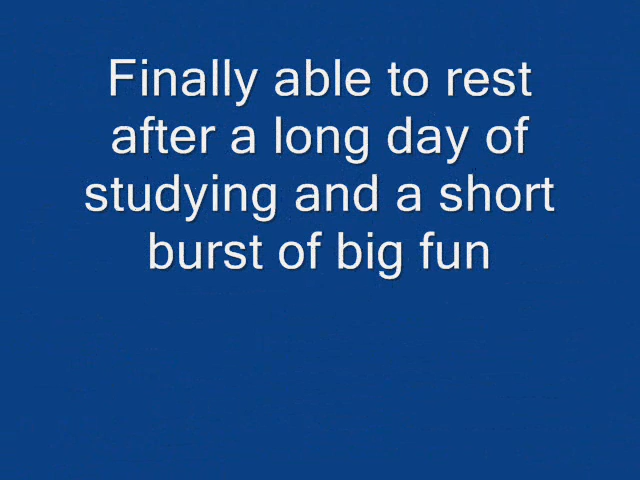 Finally able to rest
after a long day of
studying and a short
burst of big fun